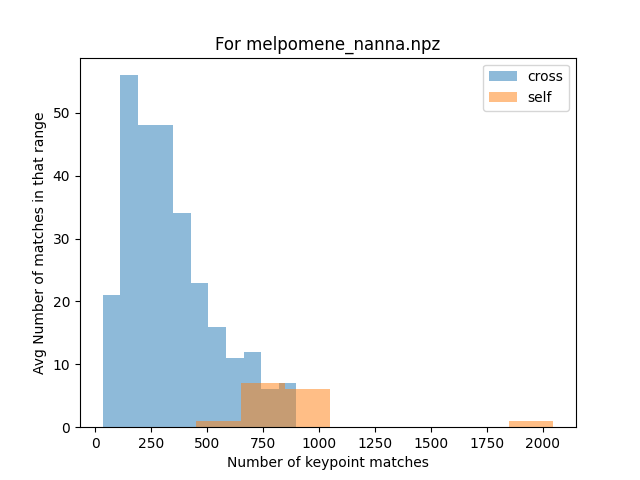 For melpomene_nanna.npz
cross
self
Avg Number of matches in that range
50
40
30
20
10
0
0 250 500 750 1000 1250 1500 1750 2000
Number of keypoint matches